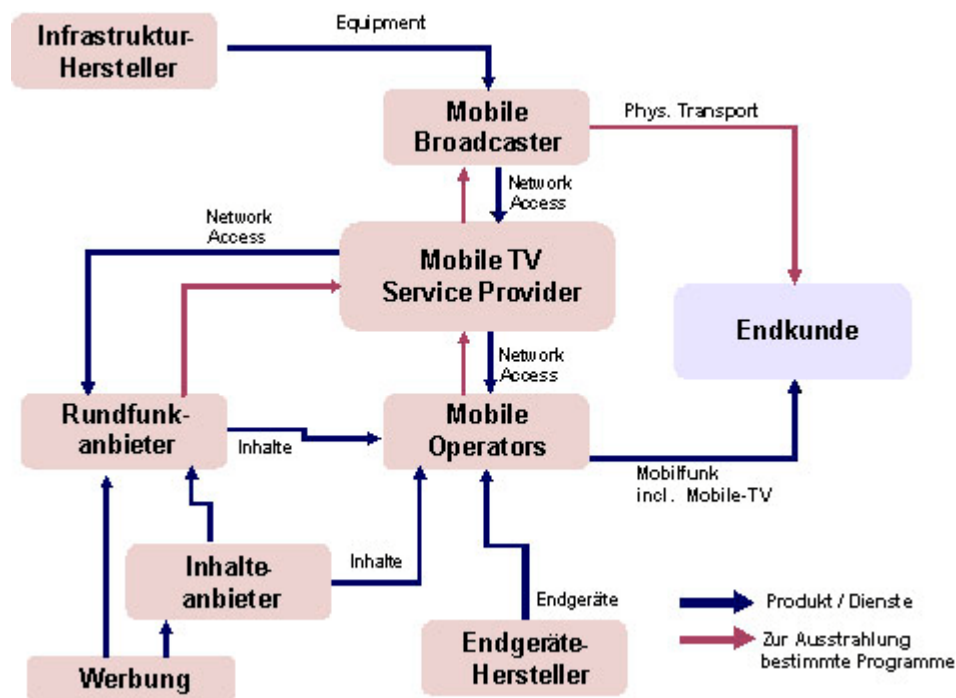 Infrastruktur-
Hersteller
Equipment
Mobile
Broadcaster
Phys. Transport
Network
Access
Network
Access
Mobile TV
Service Provider
Endkunde
Network
Access
Rundfunk-
anbieter
Inhalte
Mobile
Operators
Mobilfunk
incl. Mobile-TV
Inhalte-
anbieter
Inhalte
Endgeräte
Produkt / Dienste
Werbung
Endgeräte-
Hersteller
Zur Ausstrahlung
bestimmte Programme